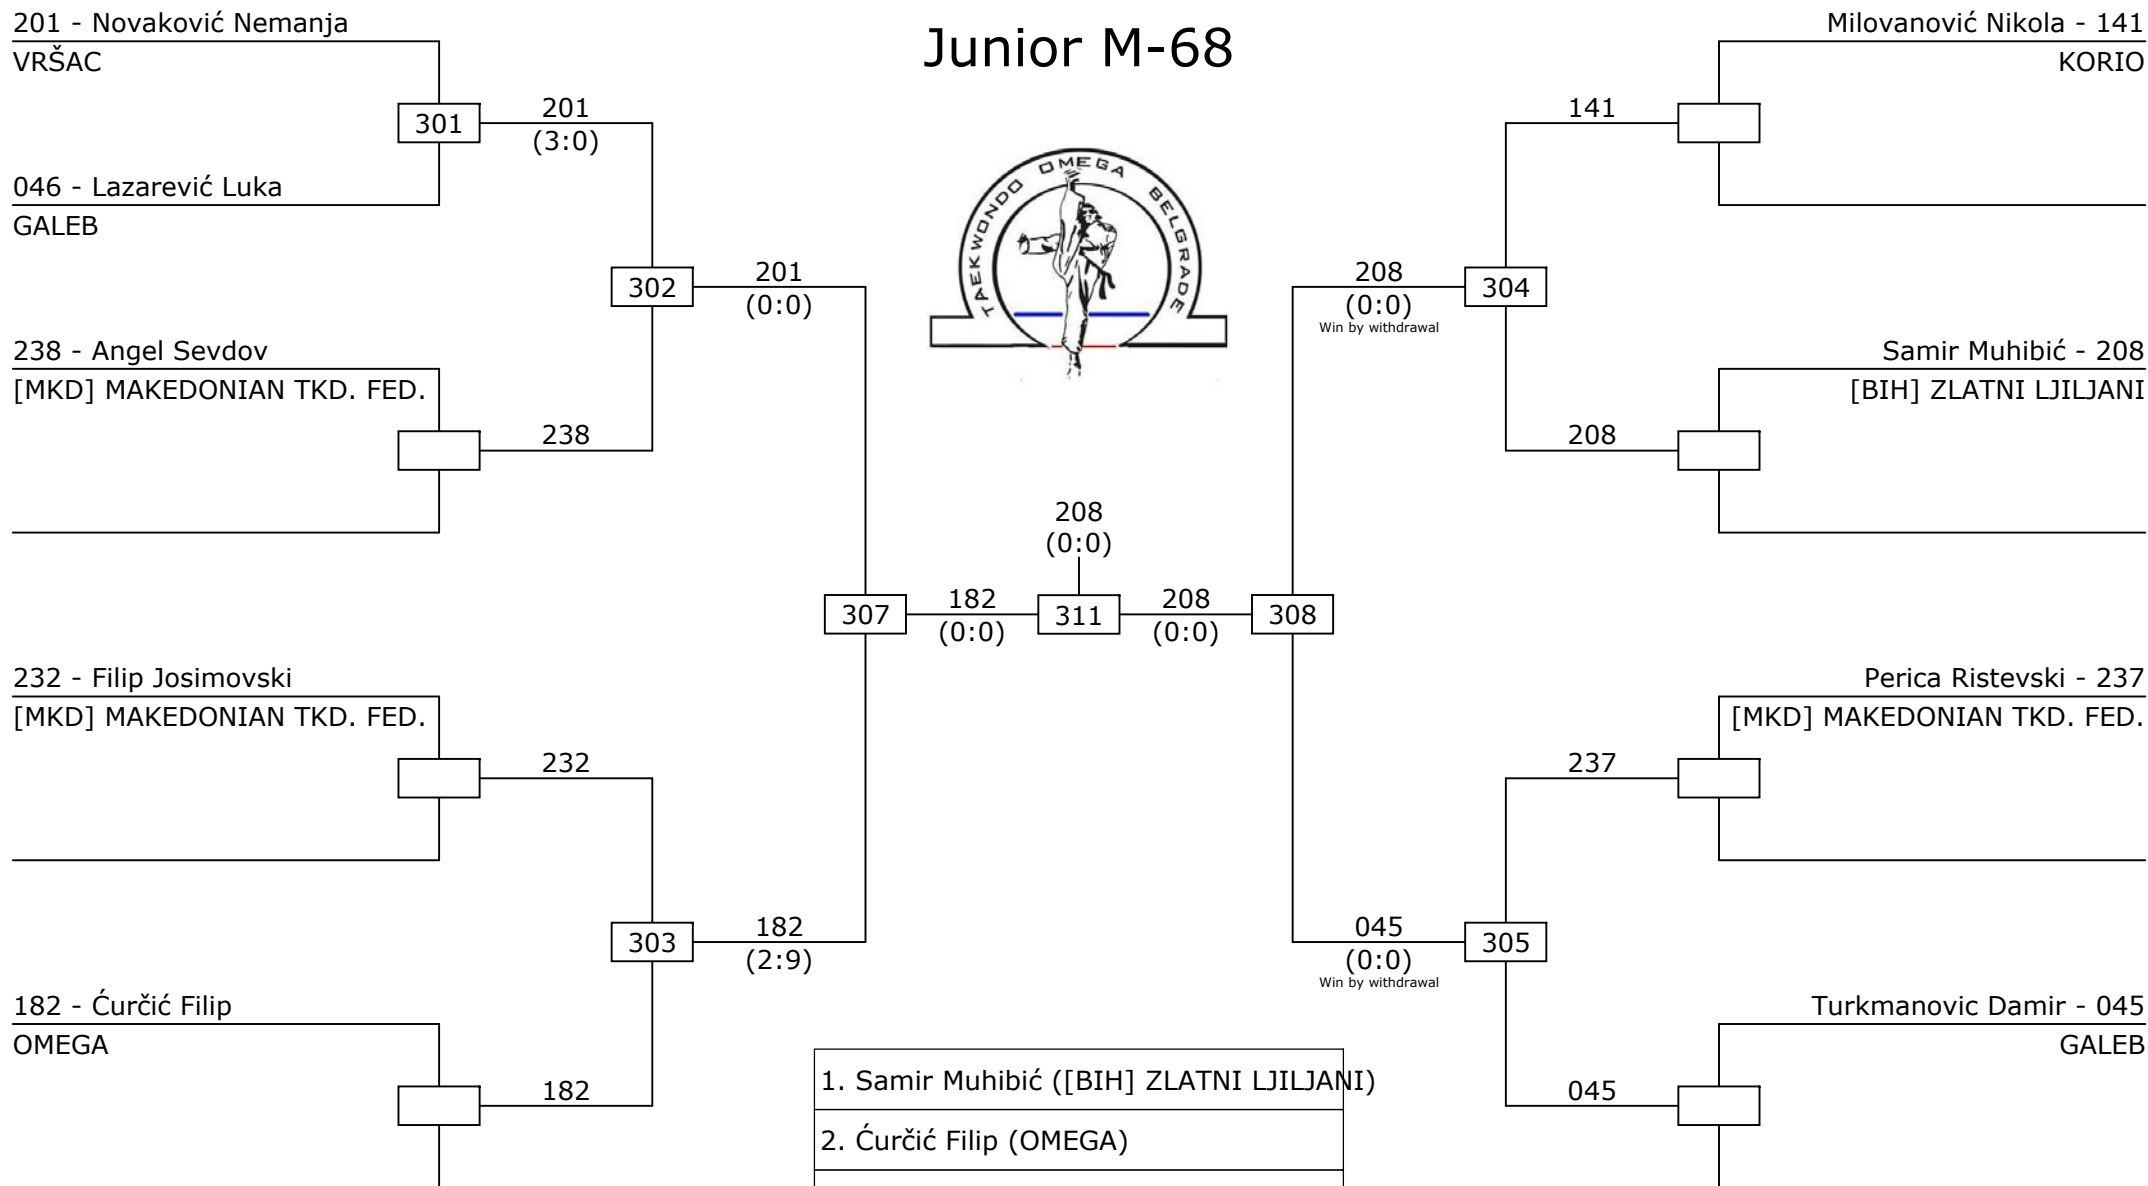 Junior M-68
201 - Novaković Nemanja
VRŠAC
301
201
(3:0)
046 - Lazarević Luka
GALEB
302
201
(0:0)
238 - Angel Sevdov
[MKD] MAKEDONIAN TKD. FED.
238
232 - Filip Josimovski
[MKD] MAKEDONIAN TKD. FED.
232
303
182
(2:9)
182 - Ćurčić Filip
OMEGA
182
TAEKWONDO OMEGA BELGRADE
307
182
(0:0)
208
(0:0)
311
208
(0:0)
308
Milovanović Nikola - 141
KORIO
141
208
(0:0)
Win by withdrawal
304
Samir Muhibić - 208
[BIH] ZLATNI LJILJANI
208
Perica Ristevski - 237
[MKD] MAKEDONIAN TKD. FED.
237
045
(0:0)
Win by withdrawal
305
Turkmanovic Damir - 045
GALEB
045
1. Samir Muhibić ([BIH] ZLATNI LJILJANI)
2. Ćurčić Filip (OMEGA)